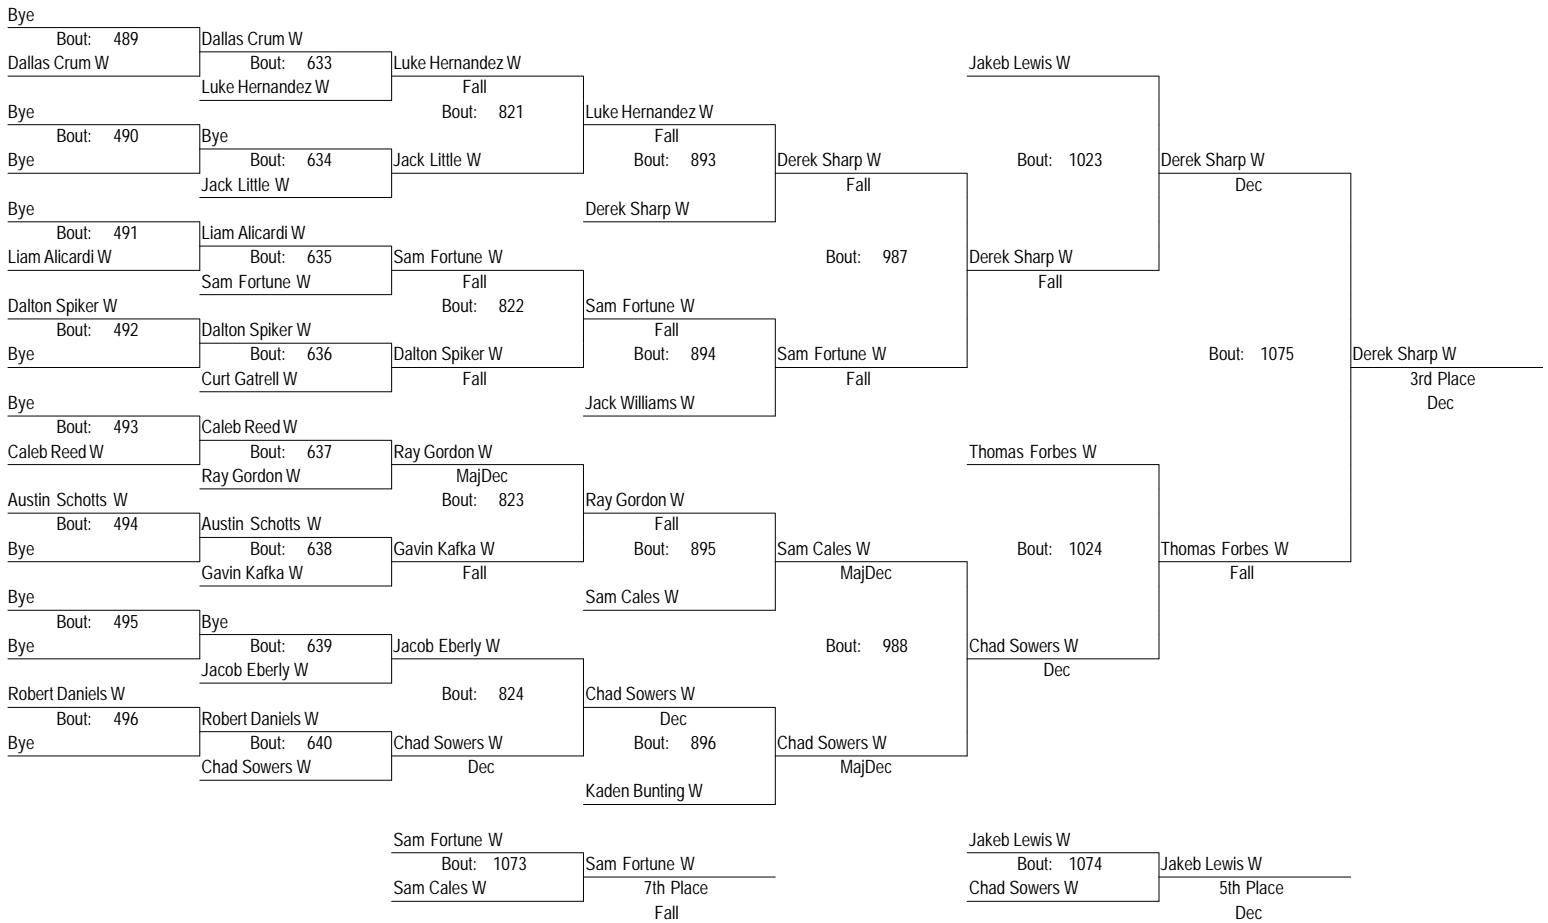 Bye
Bout: 489
Dallas Crum W
Dallas Crum W
Bout: 633
Luke Hernandez W
Luke Hernandez W
Fall
Jakeb Lewis W
Bye
Bout: 490
Bye
Bye
Bout: 634
Jack Little W
Bout: 821
Jack Little W
Luke Hernandez W
Fall
Bout: 893
Derek Sharp W
Derek Sharp W
Fall
Bout: 1023
Derek Sharp W
Dec
Bye
Bout: 491
Liam Alicardi W
Liam Alicardi W
Bout: 635
Sam Fortune W
Sam Fortune W
Fall
Bout: 987
Derek Sharp W
Fall
Dalton Spiker W
Bout: 492
Bye
Dalton Spiker W
Bout: 636
Curt Gatrell W
Bout: 822
Dalton Spiker W
Fall
Sam Fortune W
Fall
Bout: 894
Jack Williams W
Sam Fortune W
Fall
Bout: 1075
Derek Sharp W
3rd Place
Dec
Bye
Bout: 493
Caleb Reed W
Caleb Reed W
Bout: 637
Ray Gordon W
Ray Gordon W
MajDec
Thomas Forbes W
Austin Schotts W
Bout: 494
Bye
Austin Schotts W
Bout: 638
Gavin Kafka W
Bout: 823
Gavin Kafka W
Fall
Ray Gordon W
Fall
Bout: 895
Sam Cales W
Sam Cales W
MajDec
Bout: 1024
Thomas Forbes W
Fall
Bye
Bout: 495
Bye
Bye
Bout: 639
Jacob Eberly W
Jacob Eberly W
Bout: 988
Chad Sowers W
Dec
Robert Daniels W
Bout: 496
Bye
Robert Daniels W
Bout: 640
Chad Sowers W
Bout: 824
Chad Sowers W
Dec
Chad Sowers W
Dec
Bout: 896
Kaden Bunting W
Chad Sowers W
MajDec
Sam Fortune W
Bout: 1073
Sam Cales W
Sam Fortune W
7th Place
Fall
Jakeb Lewis W
Bout: 1074
Chad Sowers W
Jakeb Lewis W
5th Place
Dec